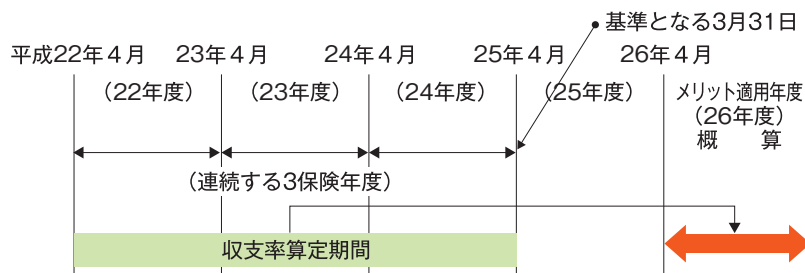 基準となる3月31日
平成22年4月 23年4月 24年4月 25年4月 26年4月
（22年度） （23年度） （24年度） （25年度） メリット適用年度
（26年度）
概 算
（連続する3保険年度）
収支率算定期間